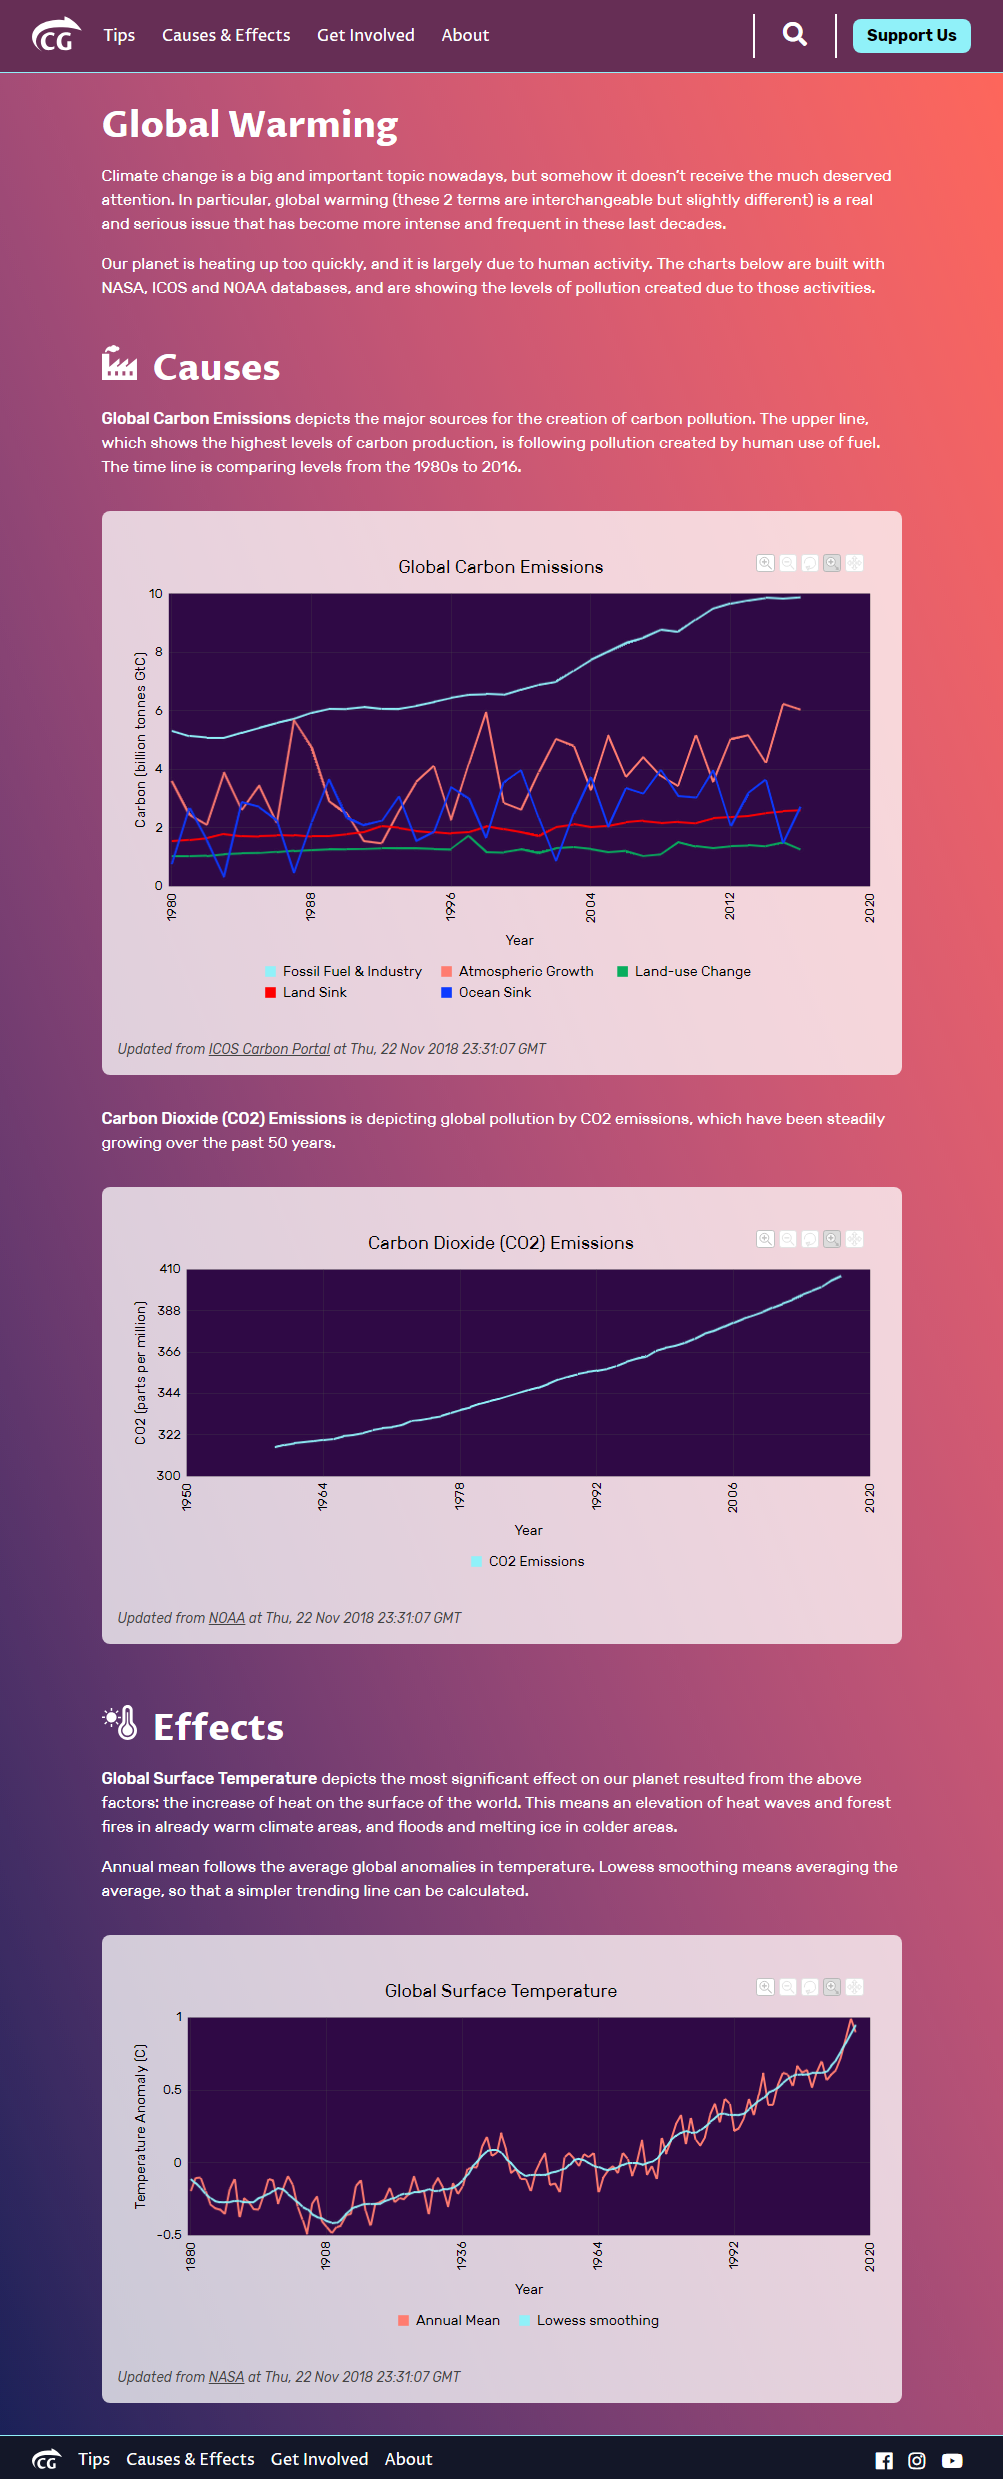 CG Tips Causes & Effects Get Involved About Support Us
Global Warming
Climate change is a big and important topic nowadays, but somehow it doesn't receive the much deserved
attention. In particular, global warming (these 2 terms are interchangeable but slightly different) is a real
and serious issue that has become more intense and frequent in these last decades.
Our planet is heating up too quickly, and it is largely due to human activity. The charts below are built with
NASA, ICOS and NOAA databases, and are showing the levels of pollution created due to those activities.
Causes
Global Carbon Emissions depicts the major sources for the creation of carbon pollution. The upper line,
which shows the highest levels of carbon production, is following pollution created by human use of fuel.
The time line is comparing levels from the 1980s to 2016.
Global Carbon Emissions
Carbon (billion tonnes GtC)
10
8
6
4
2
0
1980 1988 1996 2004 2012 2020
Year
Fossil Fuel & Industry Atmospheric Growth Land-use Change
Land Sink Ocean Sink
Updated from ICOS Carbon Portal at Thu, 22 Nov 2018 23:31:07 GMT
Carbon Dioxide (CO2) Emissions is depicting global pollution by CO2 emissions, which have been steadily
growing over the past 50 years.
Carbon Dioxide (CO2) Emissions
CO2 (parts per million)
410
388
366
344
322
300
1950 1964 1978 1992 2006 2020
Year
CO2 Emissions
Updated from NOAA at Thu, 22 Nov 2018 23:31:07 GMT
Effects
Global Surface Temperature depicts the most significant effect on our planet resulted from the above
factors: the increase of heat on the surface of the world. This means an elevation of heat waves and forest
fires in already warm climate areas, and floods and melting ice in colder areas.
Annual mean follows the average global anomalies in temperature. Lowess smoothing means averaging the
average, so that a simpler trending line can be calculated.
Global Surface Temperature
Temperature Anomaly (C)
1
0.5
0
-0.5
1880 1908 1936 1964 1992 2020
Year
Annual Mean Lowess smoothing
Updated from NASA at Thu, 22 Nov 2018 23:31:07 GMT
CG Tips Causes & Effects Get Involved About